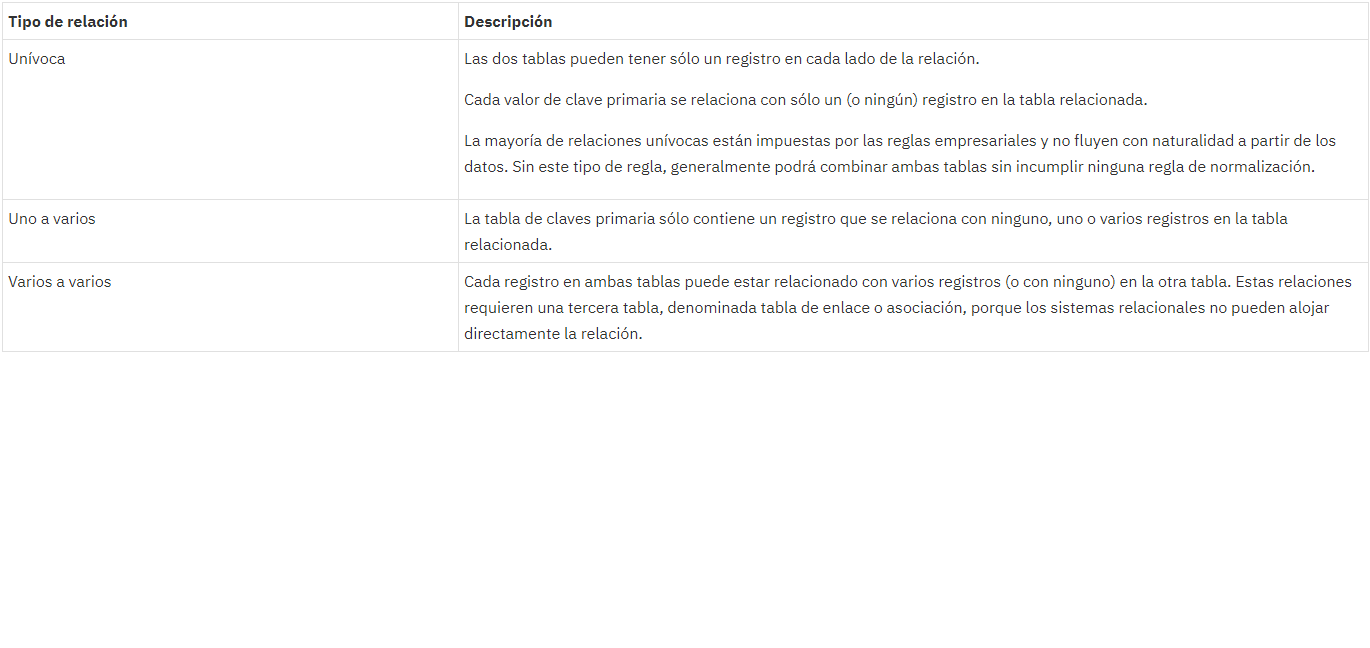 Tipo de relación
Descripción
Unívoca
Las dos tablas pueden tener sólo un registro en cada lado de la relación.
Cada valor de clave primaria se relaciona con sólo un (o ningún) registro en la tabla relacionada.
La mayoría de relaciones unívocas están impuestas por las reglas empresariales y no fluyen con naturalidad a partir de los
datos. Sin este tipo de regla, generalmente podrá combinar ambas tablas sin incumplir ninguna regla de normalización.
Uno a varios
La tabla de claves primaria sólo contiene un registro que se relaciona con ninguno, uno o varios registros en la tabla
relacionada.
Varios a varios
Cada registro en ambas tablas puede estar relacionado con varios registros (o con ninguno) en la otra tabla. Estas relaciones
requieren una tercera tabla, denominada tabla de enlace o asociación, porque los sistemas relacionales no pueden alojar
directamente la relación.